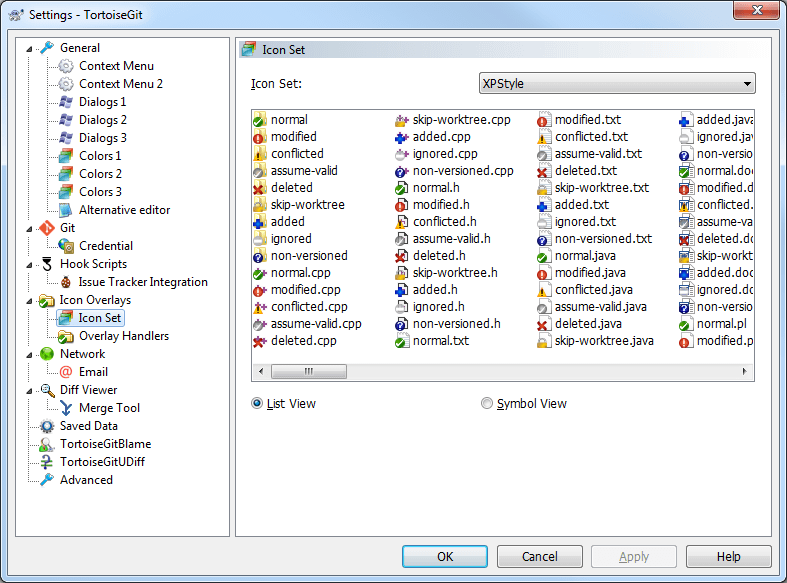 Settings - TortoiseGit
General
Context Menu
Context Menu 2
Dialogs 1
Dialogs 2
Dialogs 3
Colors 1
Colors 2
Colors 3
Alternative editor
Git
Credential
Hook Scripts
Issue Tracker Integration
Icon Overlays
Icon Set
Overlay Handlers
Network
Email
Diff Viewer
Merge Tool
Saved Data
TortoiseGitBlame
TortoiseGitUDiff
Advanced
Icon Set
Icon Set: XPStyle
normal
modified
conflicted
assume-valid
deleted
skip-worktree
added
ignored
non-versioned
normal.cpp
modified.cpp
conflicted.cpp
assume-valid.cpp
deleted.cpp
skip-worktree.cpp
added.cpp
ignored.cpp
non-versioned.cpp
normal.h
modified.h
conflicted.h
assume-valid.h
deleted.h
skip-worktree.h
added.h
ignored.h
non-versioned.h
normal.txt
modified.txt
conflicted.txt
assume-valid.txt
deleted.txt
skip-worktree.txt
added.txt
ignored.txt
non-versioned.txt
normal.java
modified.java
conflicted.java
assume-valid.java
deleted.java
skip-worktree.java
added.java
ignored.jav
non-versio
normal.do
modified.d
conflicted.
assume-va
deleted.do
skip-workt
added.doc
ignored.do
non-versio
normal.pl
modified.p
List View
Symbol View
OK
Cancel
Apply
Help